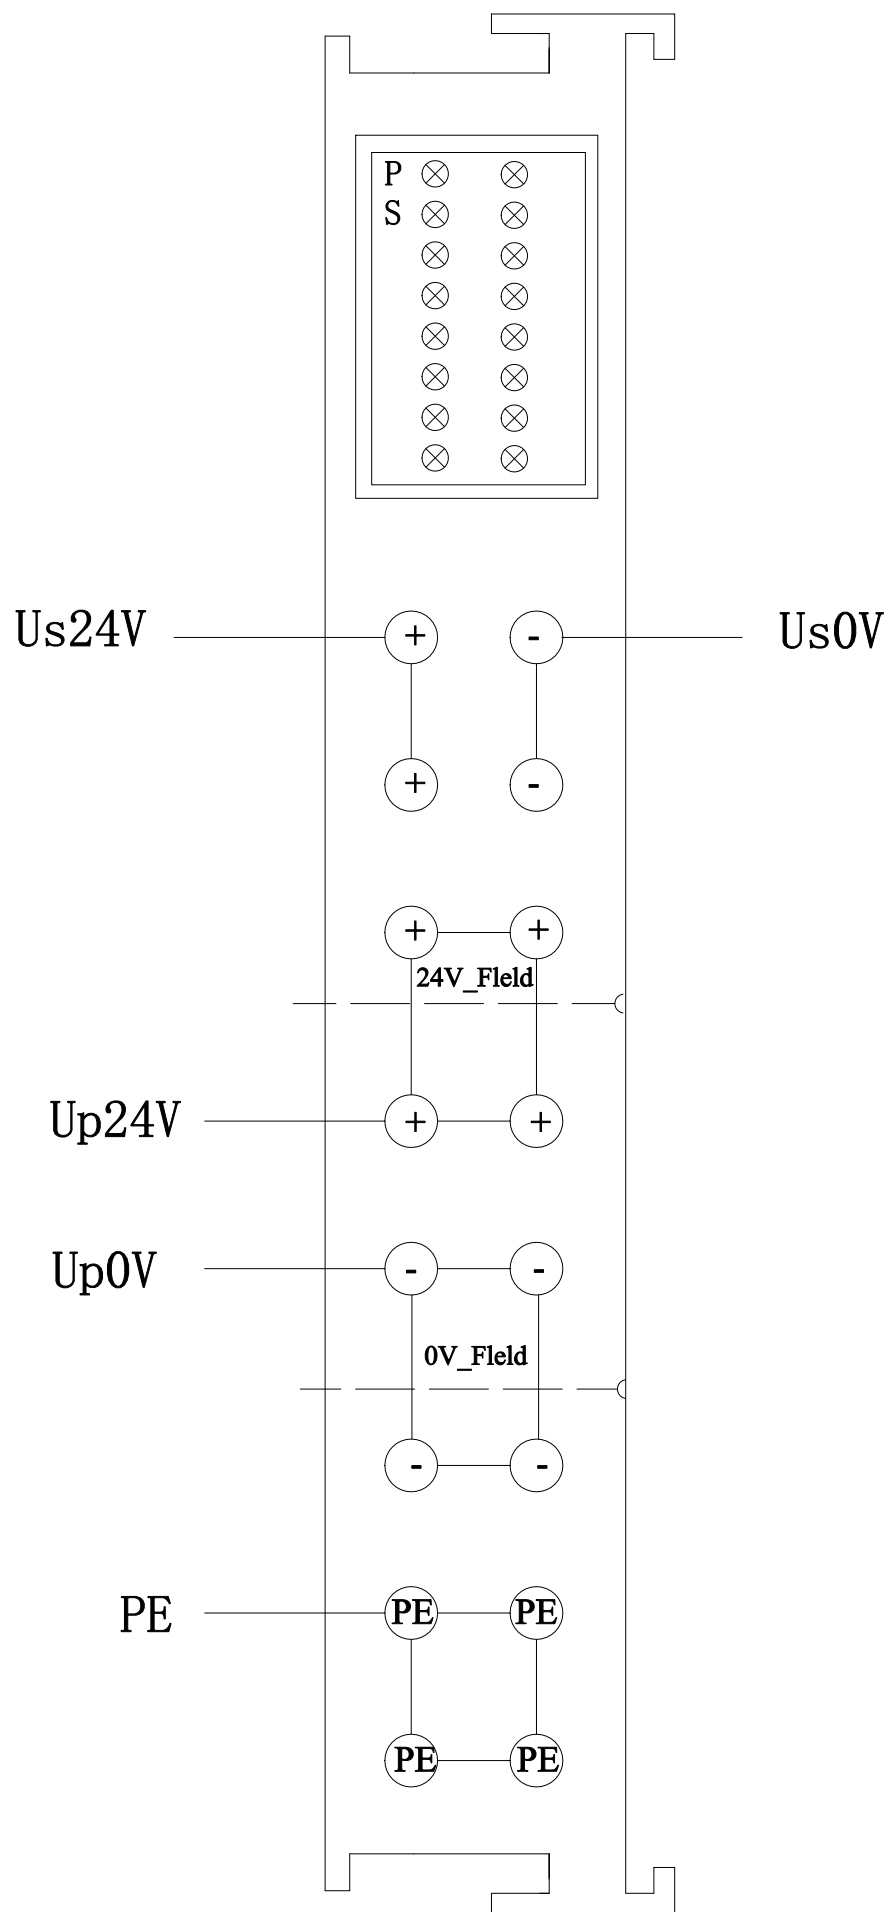 P
S
Us24V + - Us0V
+ -
+ +
24V_Fleld
Up24V + +
Up0V - -
0V_Fleld
- -
PE PE PE
PE PE